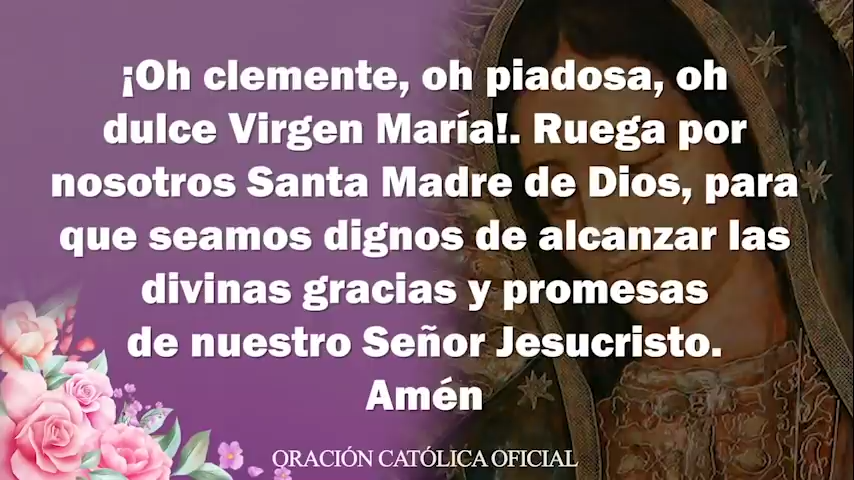 ¡Oh clemente, oh piadosa, oh
dulce Virgen María!. Ruega por
nosotros Santa Madre de Dios, para
que seamos dignos de alcanzar las
divinas gracias y promesas
de nuestro Señor Jesucristo.
Amén
ORACIÓN CATÓLICA OFICIAL